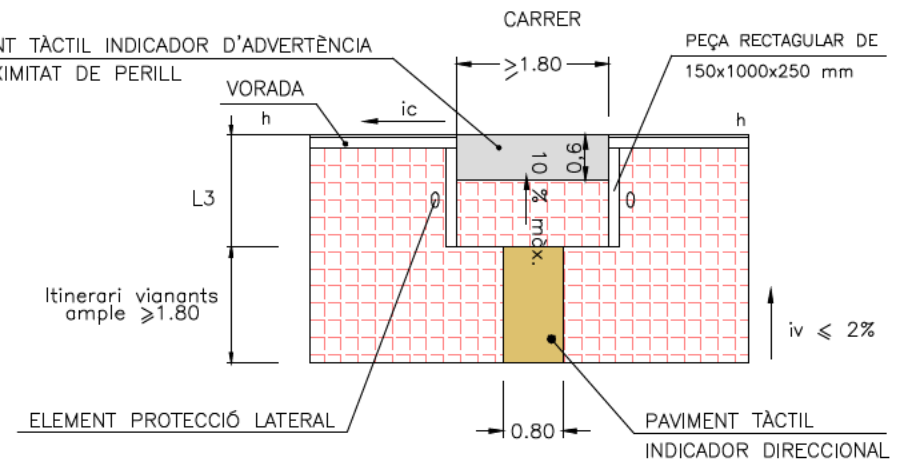 CARRER
NT TÀCTIL INDICADOR D'ADVERTÈNCIA
XIMITAT DE PERILL
PEÇA RECTAGULAR DE
150x1000x250 mm
≥1.80
VORADA
h
ic
h
0,6
10 % màx.
L3
0
0
Itinerari vianants
ample ≥1.80
iv ≤ 2%
ELEMENT PROTECCIÓ LATERAL
0.80
PAVIMENT TÀCTIL
INDICADOR DIRECCIONAL